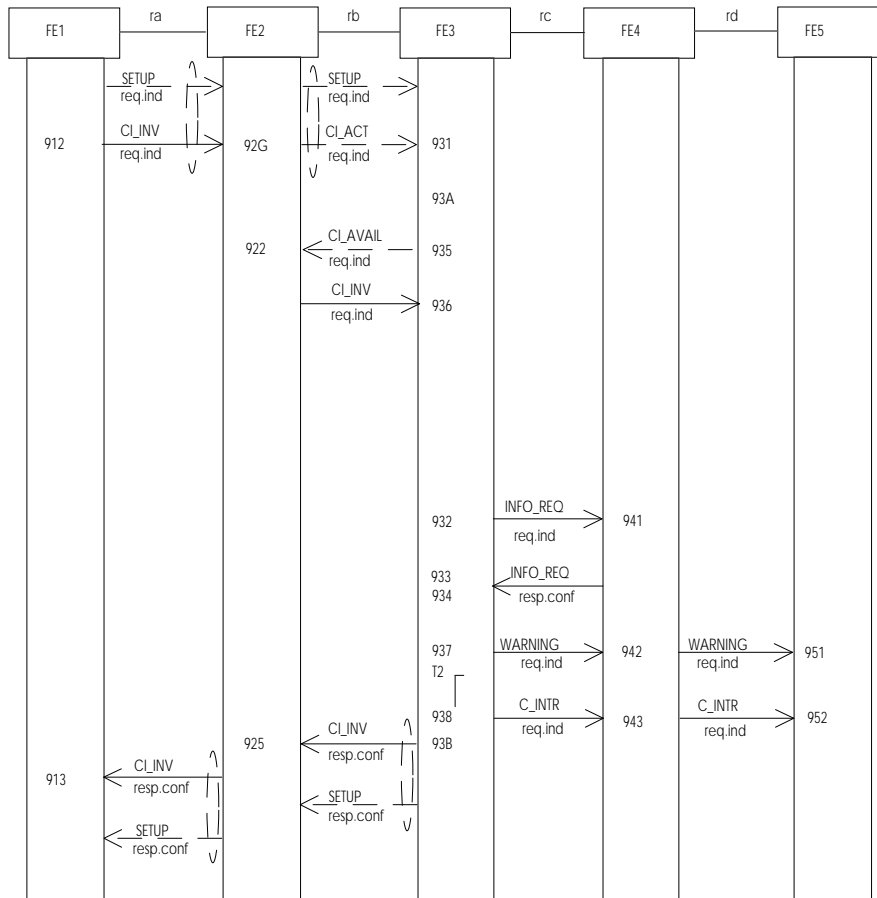 ra rb rc rd
FE1 FE2 FE3 FE4 FE5
SETUP SETUP
req.ind req.ind
CI_INV CI_ACT
912 92G 931
req.ind req.ind
93A
CI_AVAIL
922 935
req.ind
CI_INV
936
req.ind
INFO_REQ
932 941
req.ind
933 INFO_REQ
934 resp.conf
937 WARNING 942 WARNING 951
req.ind req.ind
T2
C_INTR C_INTR
938 943 952
req.ind req.ind
CI_INV
925 93B
resp.conf
CI_INV
913
resp.conf
SETUP
resp.conf
SETUP
resp.conf